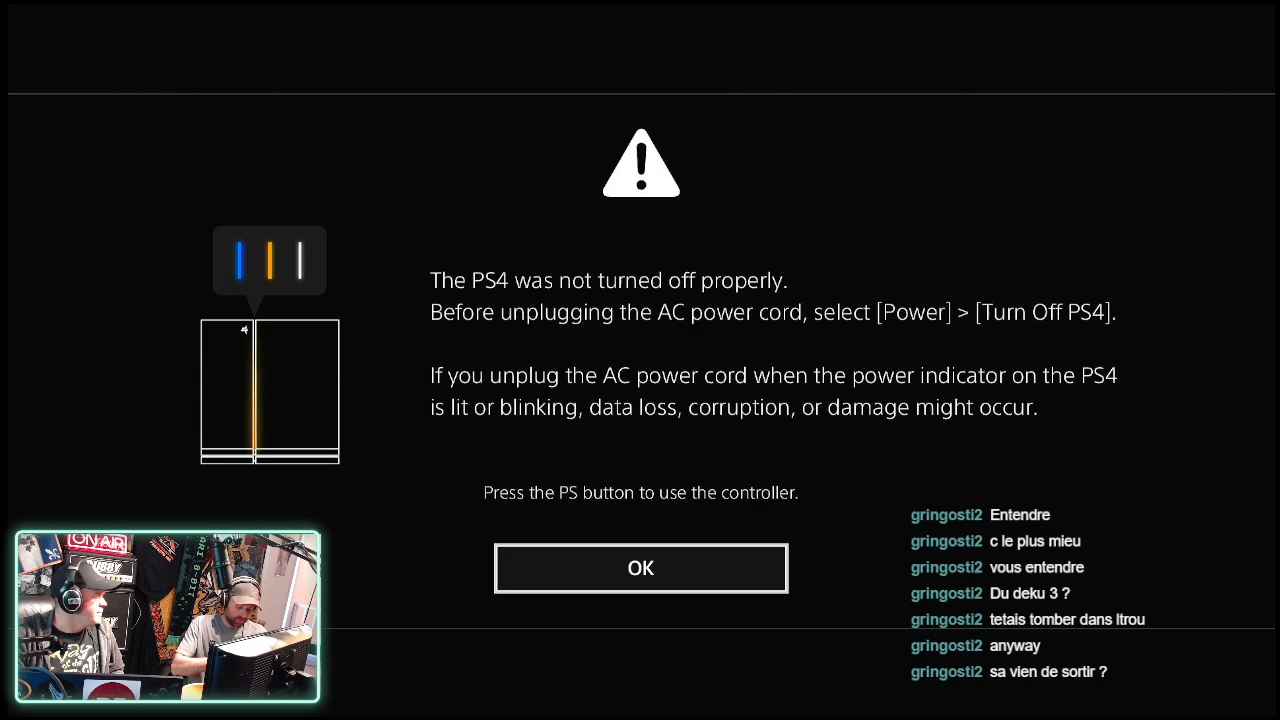 The PS4 was not turned off properly.
Before unplugging the AC power cord, select [Power] > [Turn Off PS4].
If you unplug the AC power cord when the power indicator on the PS4
is lit or blinking, data loss, corruption, or damage might occur.
Press the PS button to use the controller.
OK
gringosti2 Entendre
gringosti2 c le plus mieu
gringosti2 vous entendre
gringosti2 Du deku 3 ?
gringosti2 tetais tomber dans ltrou
gringosti2 anyway
gringosti2 sa vien de sortir ?
ON AIR